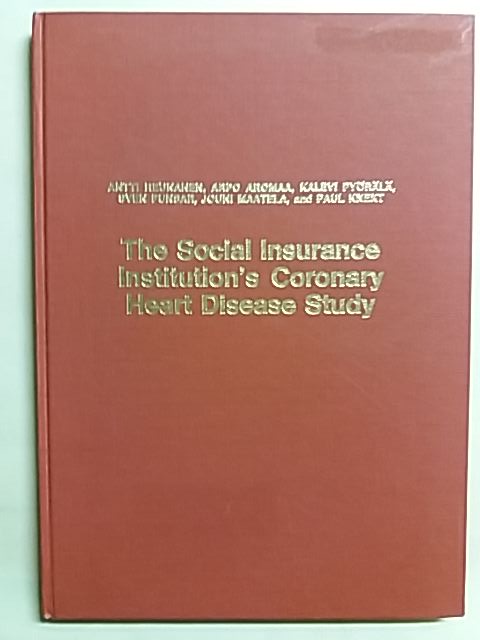 ANTTI REUNANEN, ARPO AROMAA, KALEVI PYÖRÄLÄ,
SVEN PUNSAR, JOUNI MAATELA, and PAUL KNEKT
The Social Insurance
Institution's Coronary
Heart Disease Study